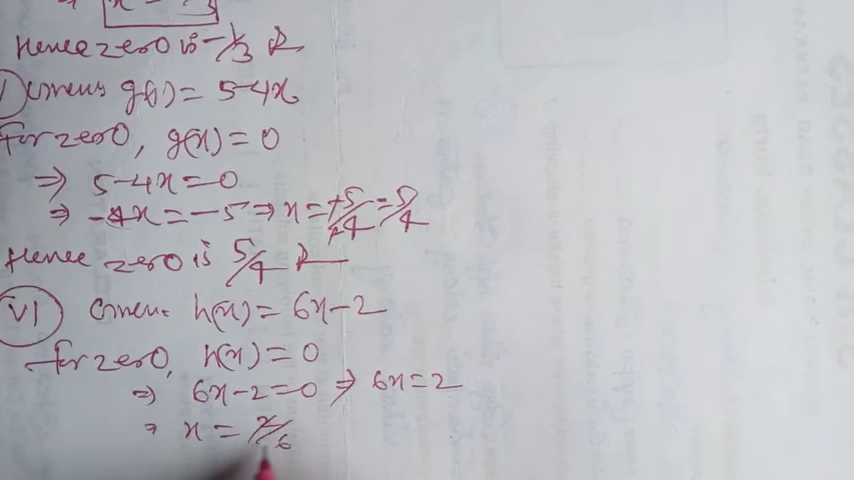 Hence zero is -1/3
Given g(x) = 5-4x
For zero, g(x) = 0
⇒ 5-4x=0
⇒ -4x = -5 ⇒ x = +5/+4 = 5/4
Hence zero is 5/4
VI Given h(x) = 6x-2
for zero, h(x) = 0
⇒ 6x-2=0 ⇒ 6x=2
⇒ x = 2/6